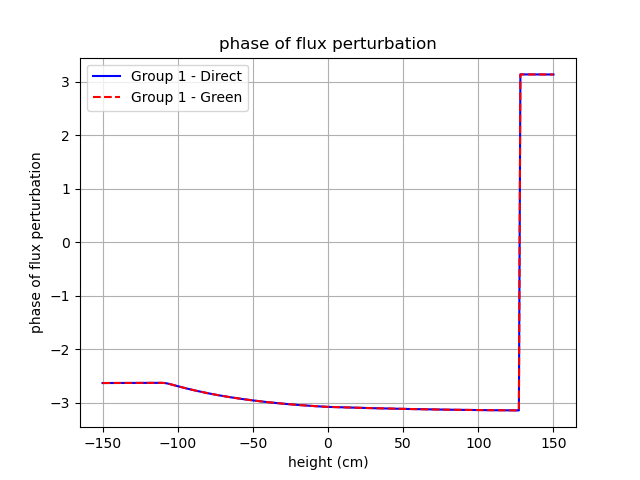 phase of flux perturbation
Group 1 - Direct
Group 1 - Green
phase of flux perturbation
3
2
1
0
−1
−2
−3
−150
−100
−50
0
50
100
150
height (cm)